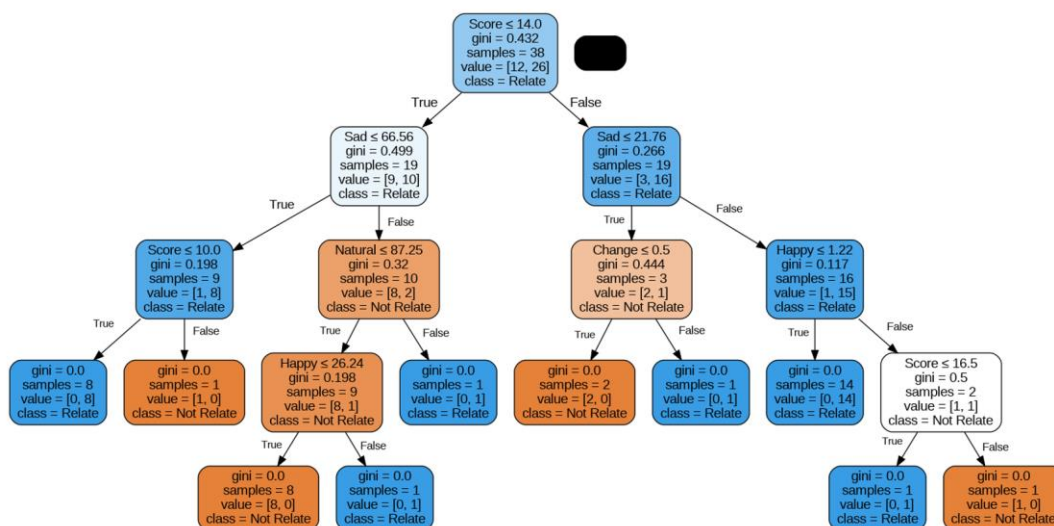 Score ≤ 14.0
gini = 0.432
samples = 38
value = [12, 26]
class = Relate
True
False
Sad ≤ 66.56
gini = 0.499
samples = 19
value = [9, 10]
class = Relate
Sad ≤ 21.76
gini = 0.266
samples = 19
value = [3, 16]
class = Relate
True
False
True
False
Score ≤ 10.0
gini = 0.198
samples = 9
value = [1, 8]
class = Relate
Natural ≤ 87.25
gini = 0.32
samples = 10
value = [8, 2]
class = Not Relate
Change ≤ 0.5
gini = 0.444
samples = 3
value = [2, 1]
class = Not Relate
Happy ≤ 1.22
gini = 0.117
samples = 16
value = [1, 15]
class = Relate
True
False
True
False
True
False
True
False
gini = 0.0
samples = 8
value = [0, 8]
class = Relate
gini = 0.0
samples = 1
value = [1, 0]
class = Not Relate
Happy ≤ 26.24
gini = 0.198
samples = 9
value = [8, 1]
class = Not Relate
gini = 0.0
samples = 1
value = [0, 1]
class = Relate
gini = 0.0
samples = 2
value = [2, 0]
class = Not Relate
gini = 0.0
samples = 1
value = [0, 1]
class = Relate
gini = 0.0
samples = 14
value = [0, 14]
class = Relate
Score ≤ 16.5
gini = 0.5
samples = 2
value = [1, 1]
class = Not Relate
True
False
True
False
gini = 0.0
samples = 8
value = [8, 0]
class = Not Relate
gini = 0.0
samples = 1
value = [0, 1]
class = Relate
gini = 0.0
samples = 1
value = [0, 1]
class = Relate
gini = 0.0
samples = 1
value = [1, 0]
class = Not Relate